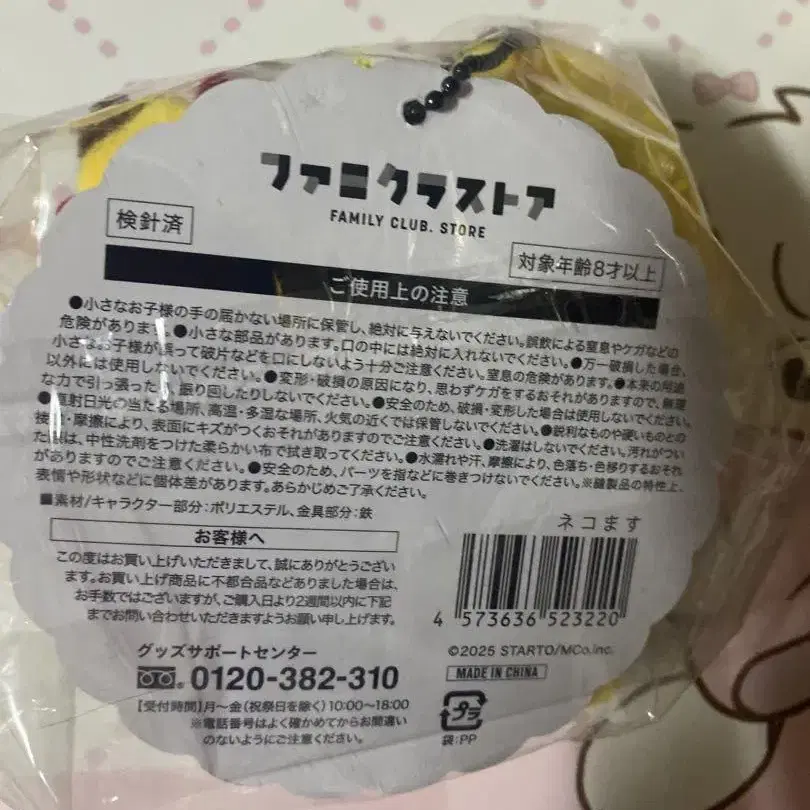 ファミクラストア
FAMILY CLUB. STORE
検針済
対象年齢8才以上
ご使用上の注意
●小さなお子様の手の届かない場所に保管し、絶対に与えないでください。誤飲による窒息やケガなどの
危険があります。●小さな部品があります。口の中には絶対に入れないでください。●万一破損した場合、
小さなお子様が誤って破片などを口にしないよう十分ご注意ください。窒息の危険があります。●本来の用途
以外には使用しないでください。●変形・破損の原因になり、思わずケガをするおそれがありますので、無理
な力で引っ張ったり、振り回したりしないでください。●安全のため、破損・変形した場合は使用しないでください。
●直射日光の当たる場所、高温・多湿な場所、火気の近くでは保管しないでください。●鋭利なものや硬いものとの
接触・摩擦により、表面にキズがつくおそれがありますのでご注意ください。●洗濯はしないでください。汚れがつい
た際は、中性洗剤をつけた柔らかい布で拭き取ってください。●水濡れや汗、摩擦により、色落ち・色移りするおそれ
がありますのでご注意ください。●安全のため、パーツを指などに巻きつけないでください。※縫製品の特性上、
表情や形状などに個体差があります。あらかじめご了承ください。
■素材/キャラクター部分:ポリエステル、金具部分:鉄
お客様へ
この度はお買い上げいただきまして、誠にありがとうござい
ます。お買い上げ商品に不都合品などありました場合は、
お手数ではございますが、ご購入日より2週間以内に下記
までお問い合わせいただきますようお願い申し上げます。
ネコます
4 573636 523220
グッズサポートセンター
0120-382-310
【受付時間】月〜金(祝祭日を除く)10:00〜18:00
※電話番号はよく確かめてからお間違い
のないようにご注意ください。
©2025 STARTO/MCo.,Inc.
MADE IN CHINA
プラ
袋:PP